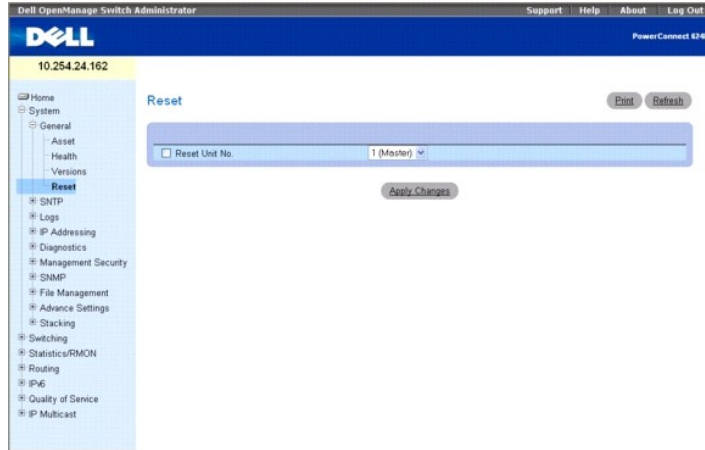 Dell OpenManage Switch Administrator
Support Help About Log Out
DELL
PowerConnect 624
10.254.24.162
Home
System
General
Asset
Health
Versions
Reset
SNTP
Logs
IP Addressing
Diagnostics
Management Security
SNMP
File Management
Advance Settings
Stacking
Switching
Statistics/RMON
Routing
IPv6
Quality of Service
IP Multicast
Reset
Print Refresh
Reset Unit No. 1 (Master)
Apply Changes